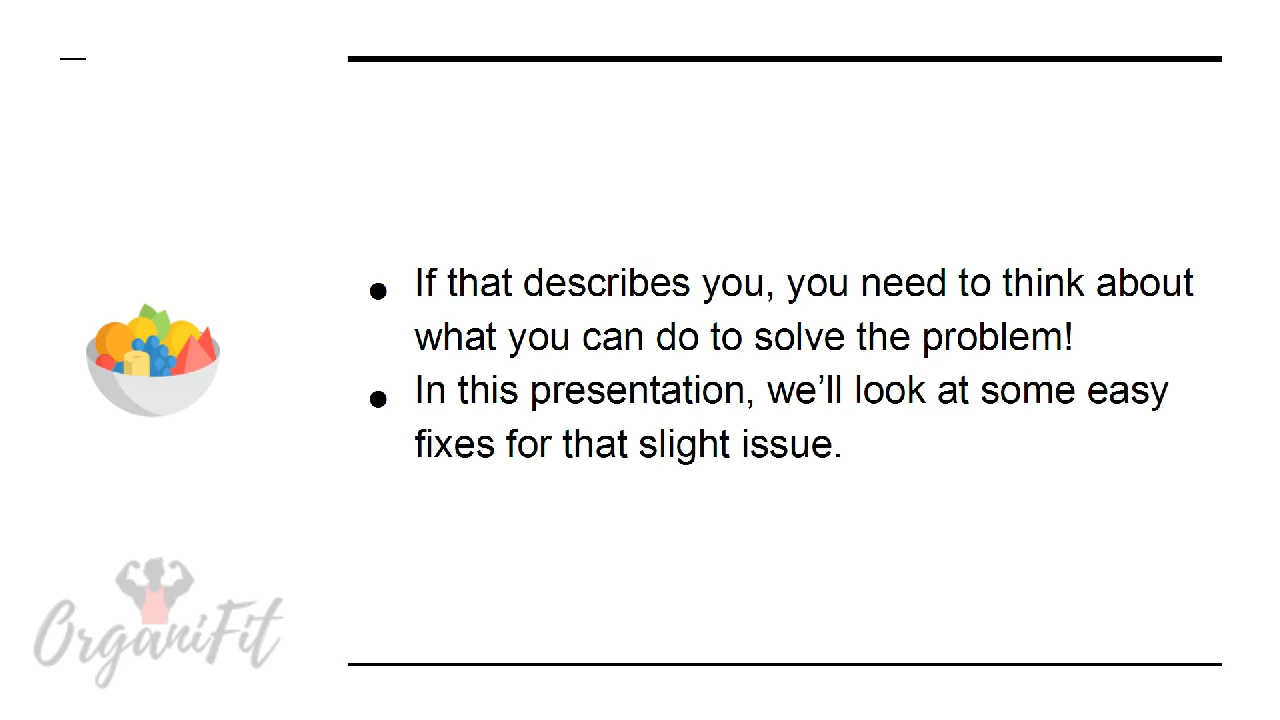 ● If that describes you, you need to think about
what you can do to solve the problem!
● In this presentation, we’ll look at some easy
fixes for that slight issue.
OrganiFit